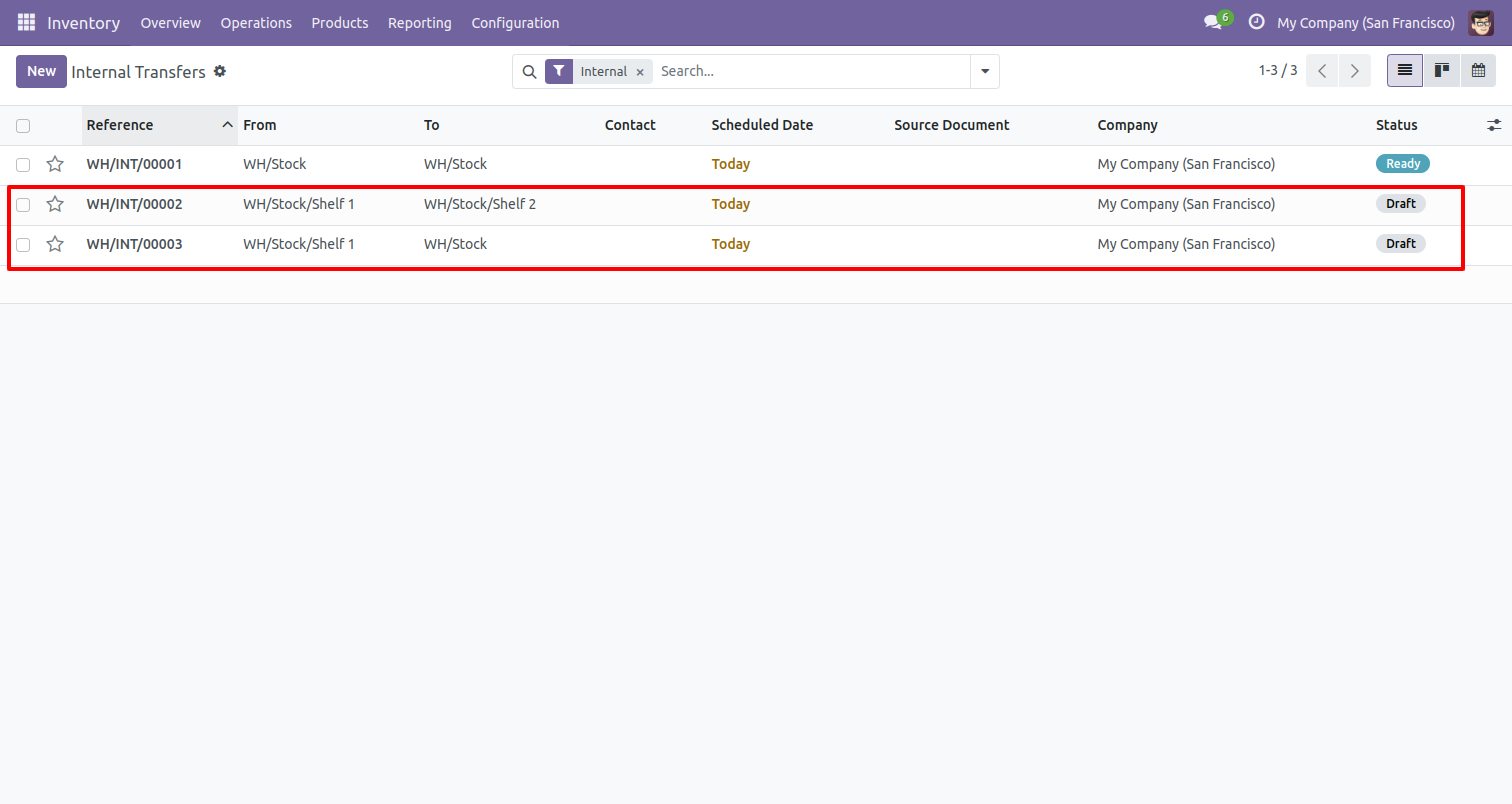 Inventory Overview Operations Products Reporting Configuration 6 My Company (San Francisco)
New Internal Transfers Internal × Search... 1-3 / 3
Reference From To Contact Scheduled Date Source Document Company Status
WH/INT/00001 WH/Stock WH/Stock Today My Company (San Francisco) Ready
WH/INT/00002 WH/Stock/Shelf 1 WH/Stock/Shelf 2 Today My Company (San Francisco) Draft
WH/INT/00003 WH/Stock/Shelf 1 WH/Stock Today My Company (San Francisco) Draft